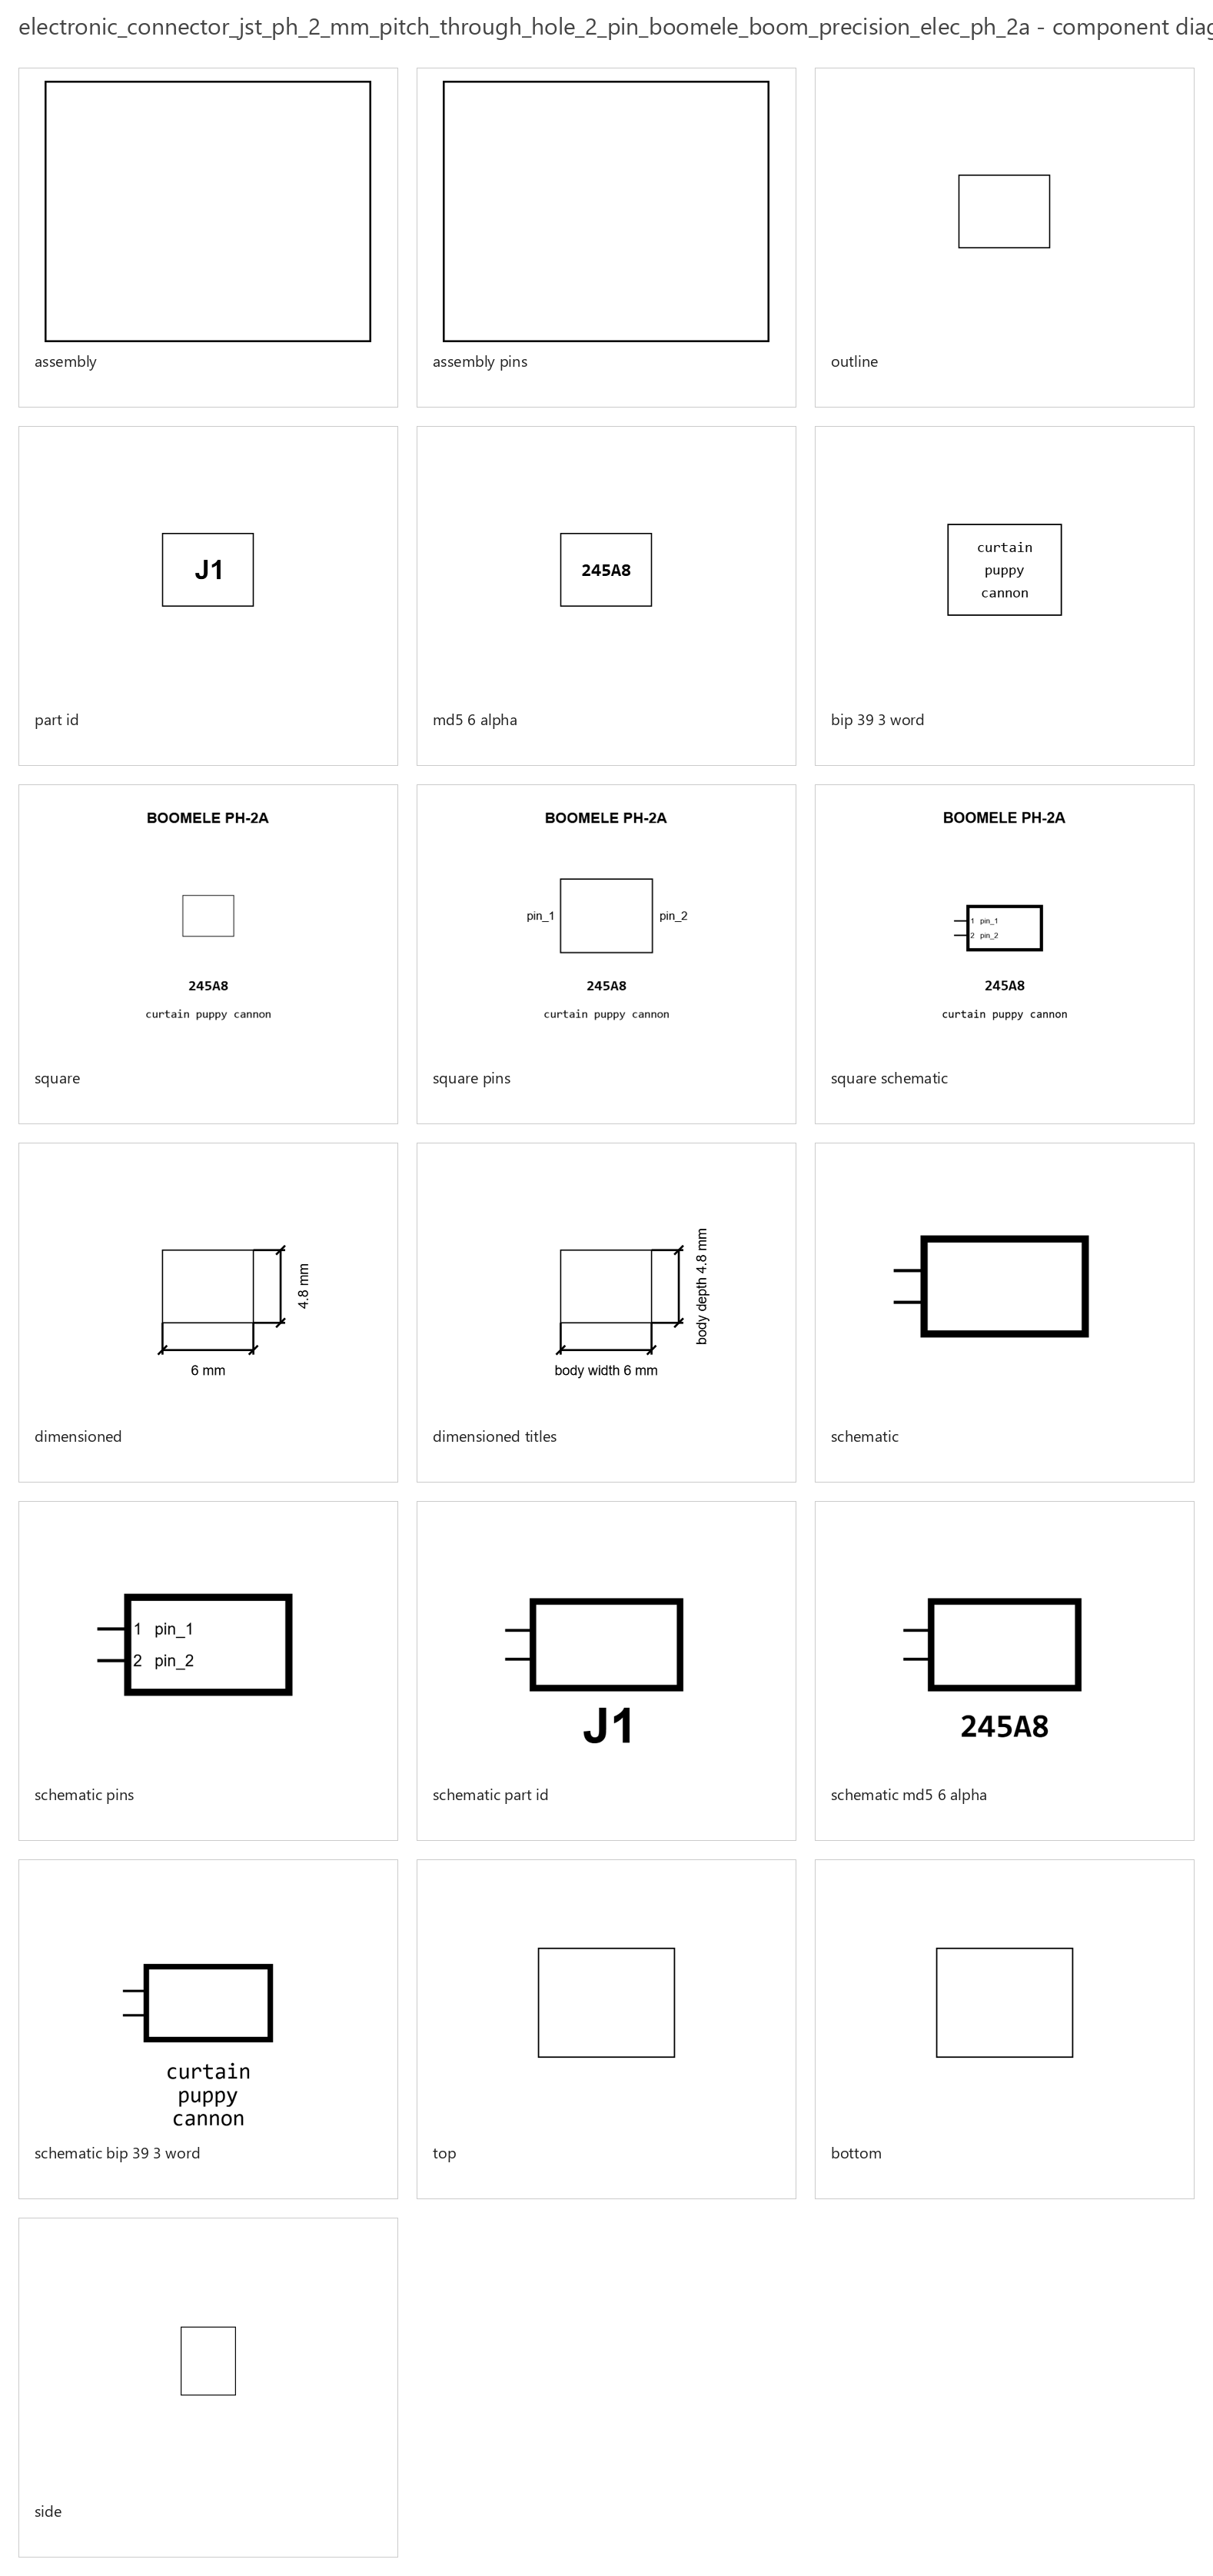 electronic_connector_jst_ph_2_mm_pitch_through_hole_2_pin_boomele_boom_precision_elec_ph_2a - component diag
assembly
assembly pins
outline
J1
part id
245A8
md5 6 alpha
curtain
puppy
cannon
bip 39 3 word
BOOMELE PH-2A
245A8
curtain puppy cannon
square
BOOMELE PH-2A
pin_1
pin_2
245A8
curtain puppy cannon
square pins
BOOMELE PH-2A
1 pin_1
2 pin_2
245A8
curtain puppy cannon
square schematic
4.8 mm
6 mm
dimensioned
body depth 4.8 mm
body width 6 mm
dimensioned titles
schematic
1 pin_1
2 pin_2
schematic pins
J1
schematic part id
245A8
schematic md5 6 alpha
curtain
puppy
cannon
schematic bip 39 3 word
top
bottom
side